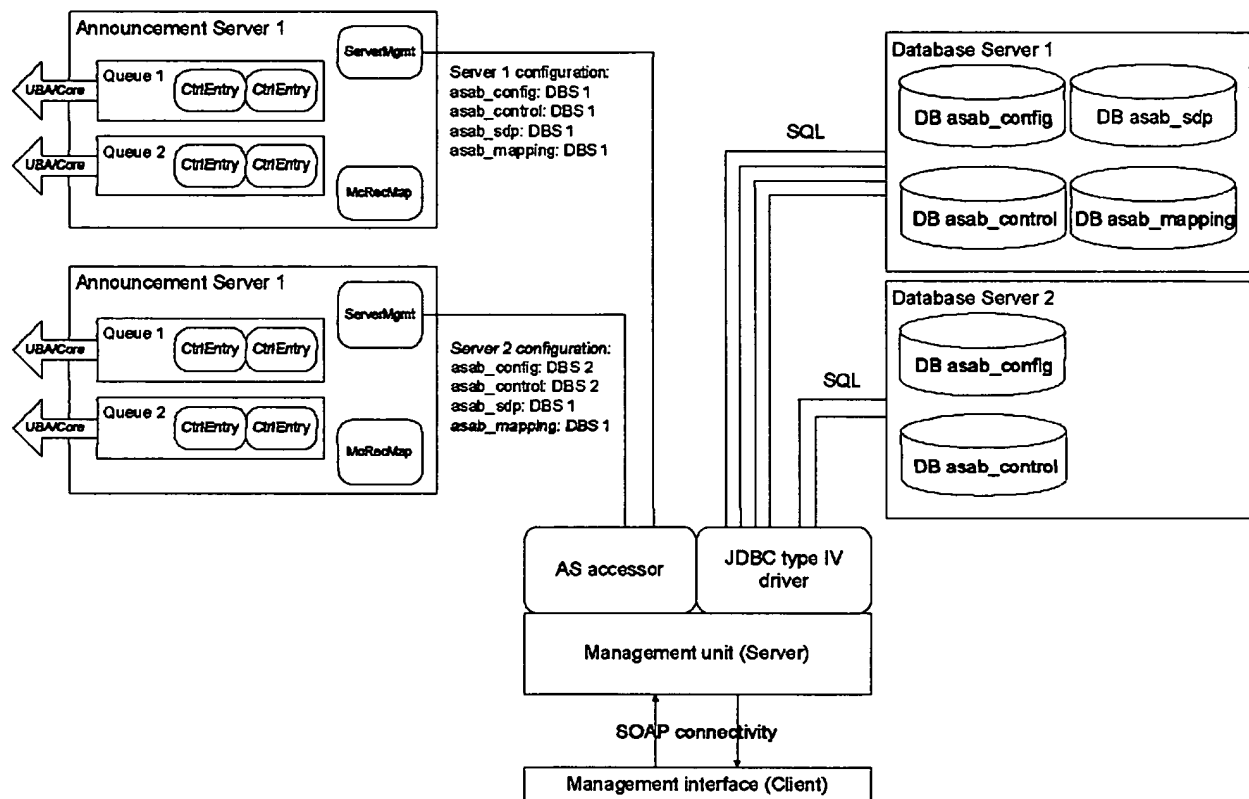 Announcement Server 1
ServerMgmt
Queue 1
CtrlEntry CtrlEntry
UBA/Core
Queue 2
CtrlEntry CtrlEntry
UBA/Core
McRecMap
Server 1 configuration:
asab_config: DBS 1
asab_control: DBS 1
asab_sdp: DBS 1
asab_mapping: DBS 1
Announcement Server 1
ServerMgmt
Queue 1
CtrlEntry CtrlEntry
UBA/Core
Queue 2
CtrlEntry CtrlEntry
UBA/Core
McRecMap
Server 2 configuration:
asab_config: DBS 2
asab_control: DBS 2
asab_sdp: DBS 1
asab_mapping: DBS 1
Database Server 1
DB asab_config
DB asab_sdp
DB asab_control
DB asab_mapping
SQL
Database Server 2
DB asab_config
DB asab_control
SQL
AS accessor
JDBC type IV
driver
Management unit (Server)
SOAP connectivity
Management interface (Client)